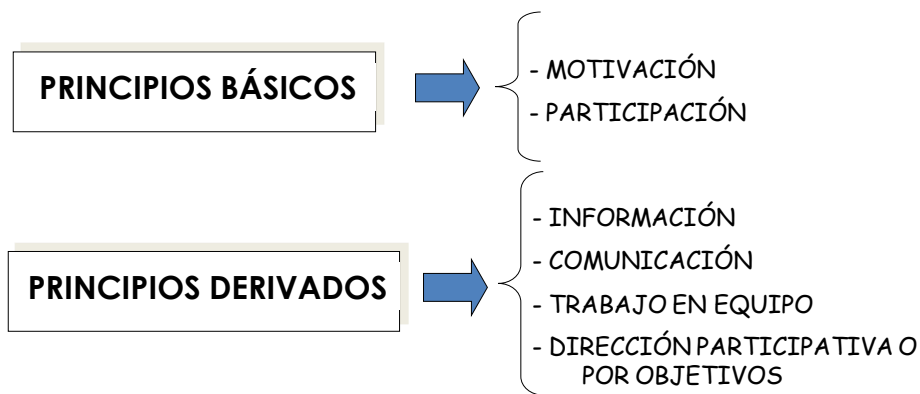 PRINCIPIOS BÁSICOS
- MOTIVACIÓN
- PARTICIPACIÓN
PRINCIPIOS DERIVADOS
- INFORMACIÓN
- COMUNICACIÓN
- TRABAJO EN EQUIPO
- DIRECCIÓN PARTICIPATIVA O
POR OBJETIVOS